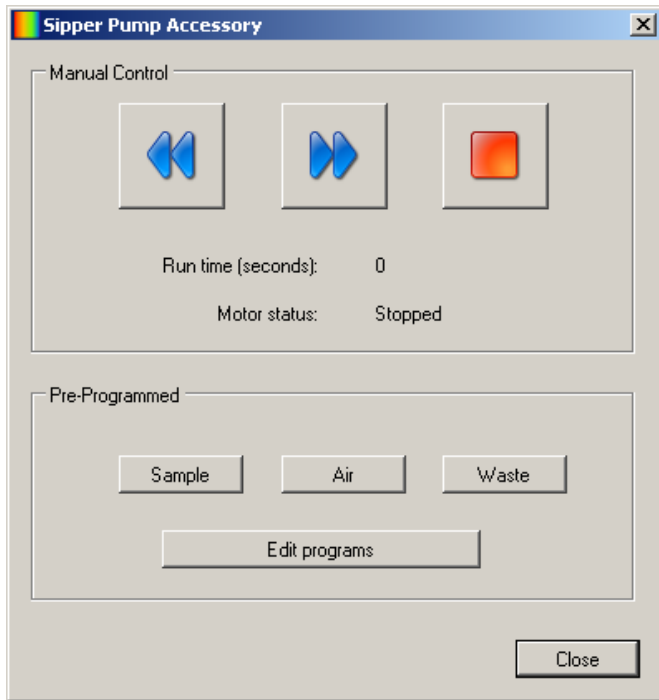 Sipper Pump Accessory
Manual Control
Run time (seconds): 0
Motor status: Stopped
Pre-Programmed
Sample Air Waste
Edit programs
Close